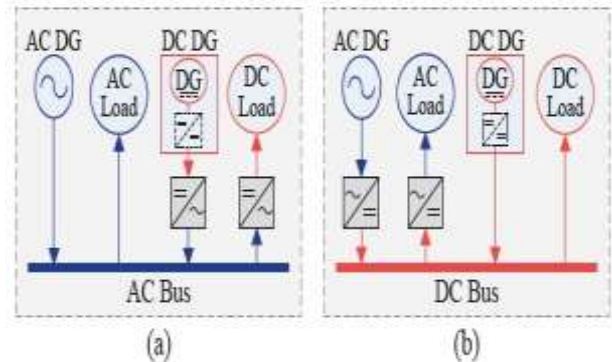 AC DG
AC
Load
DC DG
DG
DC
Load
AC Bus
(a)
AC DG
AC
Load
DC DG
DG
DC
Load
DC Bus
(b)